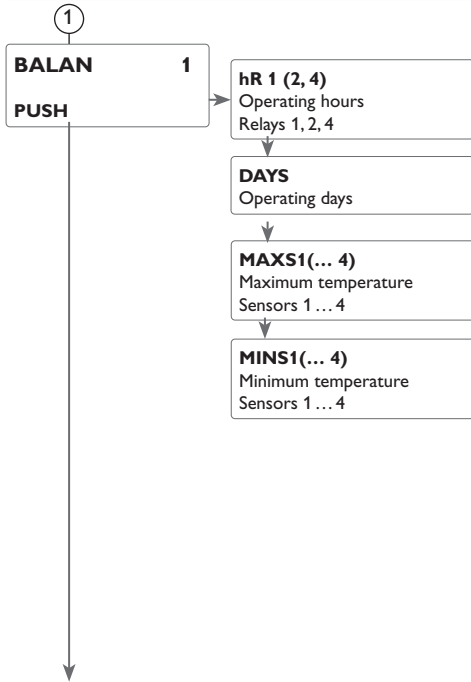 1
BALAN 1
PUSH
hR 1 (2, 4)
Operating hours
Relays 1, 2, 4
DAYS
Operating days
MAXS1(… 4)
Maximum temperature
Sensors 1 … 4
MINS1(… 4)
Minimum temperature
Sensors 1 … 4